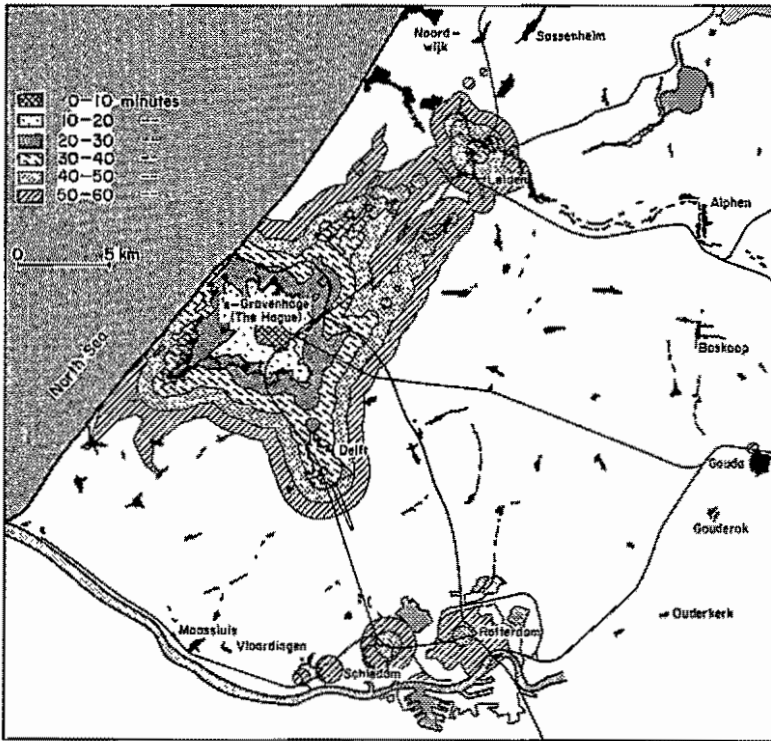 Noord-
wijk
Sassenheim
0-10 minutes
10-20 —
20-30 —
30-40 —
40-50 —
50-60 —
Leiden
Alphen
0 5 km
s-Gravenhage
(The Hague)
North Sea
Boskoop
Delft
Gouda
Gouderok
Ouderkerk
Maassluis
Vlaardingen
Rotterdam
Schiedam